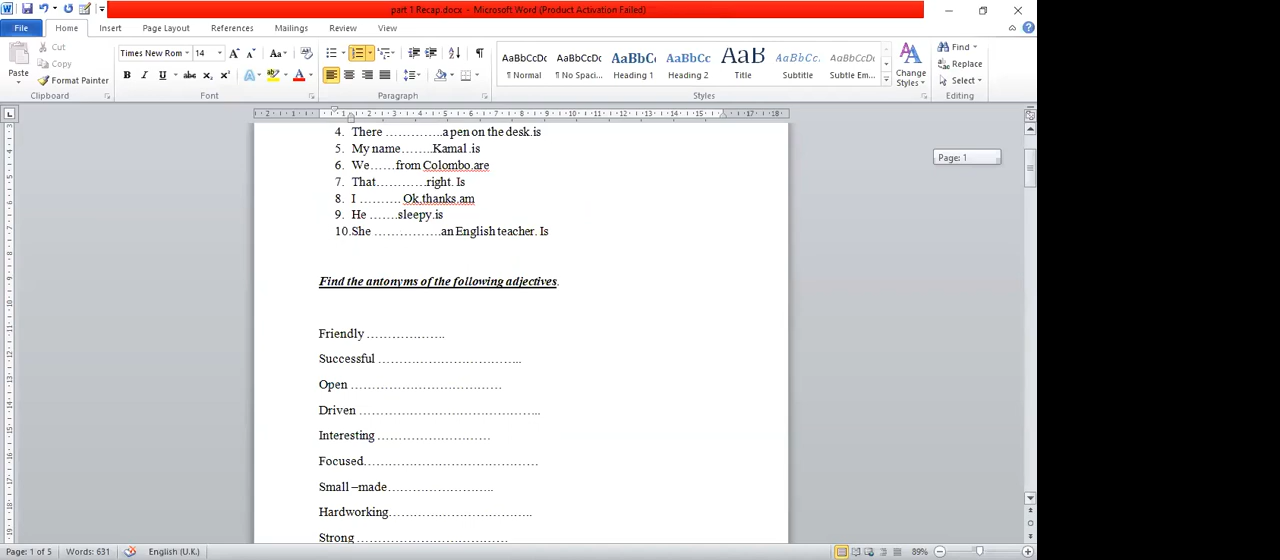 part 1 Recap.docx - Microsoft Word (Product Activation Failed)
File Home Insert Page Layout References Mailings Review View
Cut
Copy
Format Painter
Paste
Clipboard
Times New Rom 14
B I U abc x₂ x²
Font
Paragraph
AaBbCcDc AaBbCcDc AaBbCc AaBbCc AaB AaBbCcDc AaBbCcDc
¶ Normal ¶ No Spaci... Heading 1 Heading 2 Title Subtitle Subtle Em...
Change Styles
Styles
Find
Replace
Select
Editing
Page: 1
4. There …………..a pen on the desk.is
5. My name……..Kamal .is
6. We……from Colombo.are
7. That…………right. Is
8. I ………. Ok,thanks.am
9. He …….sleepy.is
10.She …………….an English teacher. Is
Find the antonyms of the following adjectives.
Friendly …………………
Successful ………………………………..
Open …………………………………
Driven ………………………………………..
Interesting …………………………
Focused……………………………………
Small –made………………………..
Hardworking………………………………..
Strong …………………………………
Page: 1 of 5 Words: 631 English (U.K.) 89%